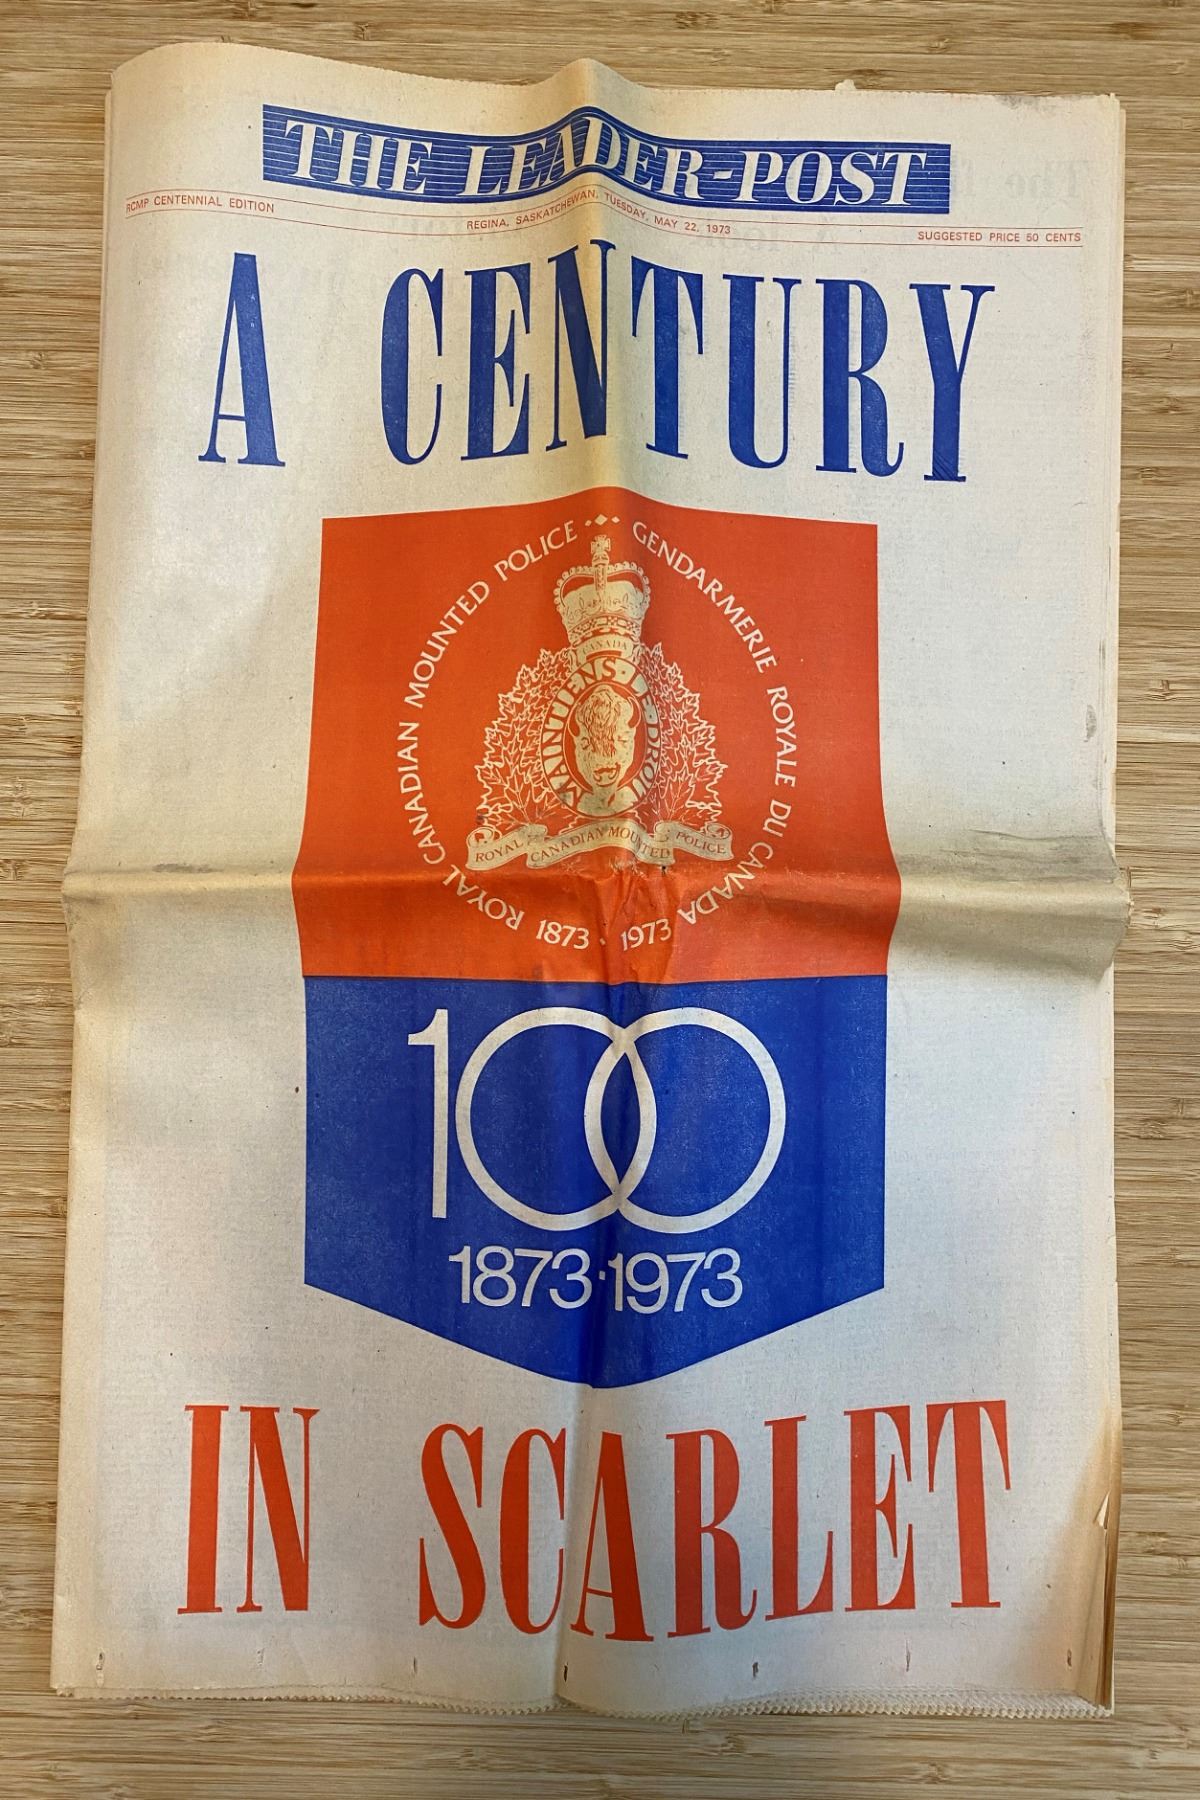 THE LEADER-POST
RCMP CENTENNIAL EDITION
REGINA, SASKATCHEWAN, TUESDAY, MAY 22, 1973
SUGGESTED PRICE 50 CENTS
A CENTURY
ROYAL CANADIAN MOUNTED POLICE
GENDARMERIE ROYALE DU CANADA
CANADA
MAINTIENS LE DROIT
ROYAL CANADIAN MOUNTED POLICE
1873 · 1973
100
1873·1973
IN SCARLET